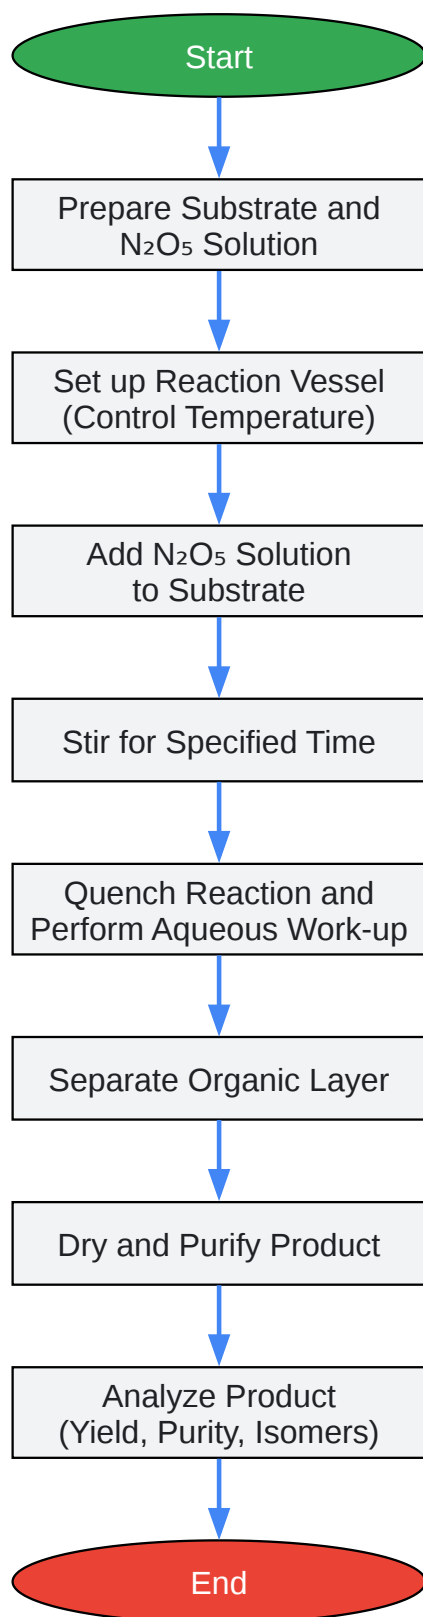 Start
Prepare Substrate and
N₂O₅ Solution
Set up Reaction Vessel
(Control Temperature)
Add N₂O₅ Solution
to Substrate
Stir for Specified Time
Quench Reaction and
Perform Aqueous Work-up
Separate Organic Layer
Dry and Purify Product
Analyze Product
(Yield, Purity, Isomers)
End